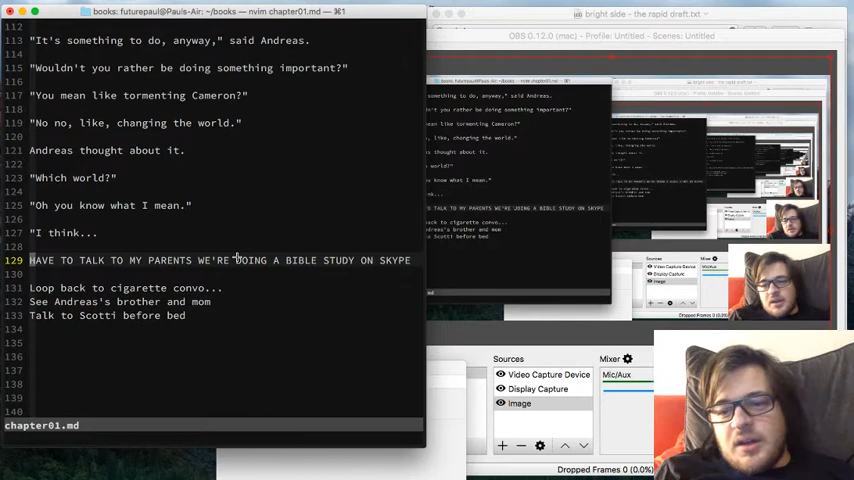 books: futurepaul@Pauls-Air: ~/books — nvim chapter01.md — ⌘1
bright side - the rapid draft.txt
OBS 0.12.0 (mac) - Profile: Untitled - Scenes: Untitled
112
113 "It's something to do, anyway," said Andreas.
114
115 "Wouldn't you rather be doing something important?"
116
117 "You mean like tormenting Cameron?"
118
119 "No no, like, changing the world."
120
121 Andreas thought about it.
122
123 "Which world?"
124
125 "Oh you know what I mean."
126
127 "I think...
128
129 HAVE TO TALK TO MY PARENTS WE'RE DOING A BIBLE STUDY ON SKYPE
130
131 Loop back to cigarette convo...
132 See Andreas's brother and mom
133 Talk to Scotti before bed
134
135
136
137
138
139
140
chapter01.md
Sources
Video Capture Device
Display Capture
Image
Mixer
Mic/Aux
Dropped Frames 0 (0.0%)